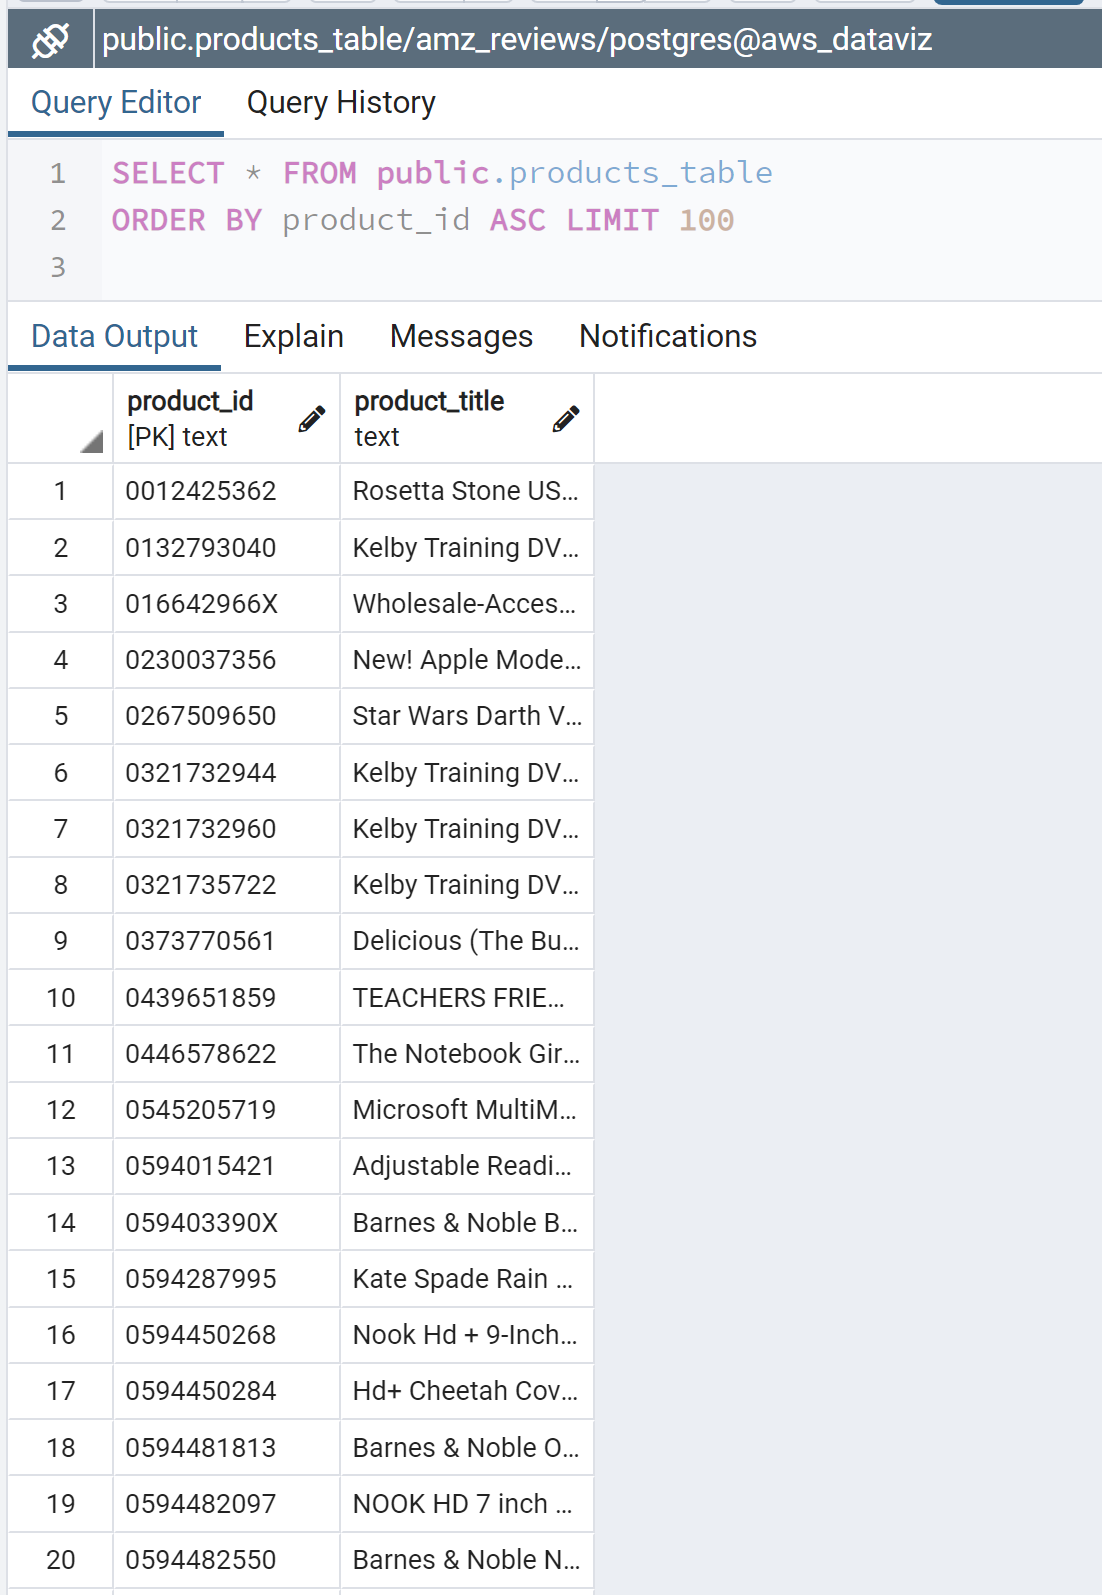 public.products_table/amz_reviews/postgres@aws_dataviz
Query Editor Query History
1 SELECT * FROM public.products_table
2 ORDER BY product_id ASC LIMIT 100
3
Data Output Explain Messages Notifications
product_id product_title
[PK] text text
1 0012425362 Rosetta Stone US...
2 0132793040 Kelby Training DV...
3 016642966X Wholesale-Acces...
4 0230037356 New! Apple Mode...
5 0267509650 Star Wars Darth V...
6 0321732944 Kelby Training DV...
7 0321732960 Kelby Training DV...
8 0321735722 Kelby Training DV...
9 0373770561 Delicious (The Bu...
10 0439651859 TEACHERS FRIE...
11 0446578622 The Notebook Gir...
12 0545205719 Microsoft MultiM...
13 0594015421 Adjustable Readi...
14 059403390X Barnes & Noble B...
15 0594287995 Kate Spade Rain ...
16 0594450268 Nook Hd + 9-Inch...
17 0594450284 Hd+ Cheetah Cov...
18 0594481813 Barnes & Noble O...
19 0594482097 NOOK HD 7 inch ...
20 0594482550 Barnes & Noble N...